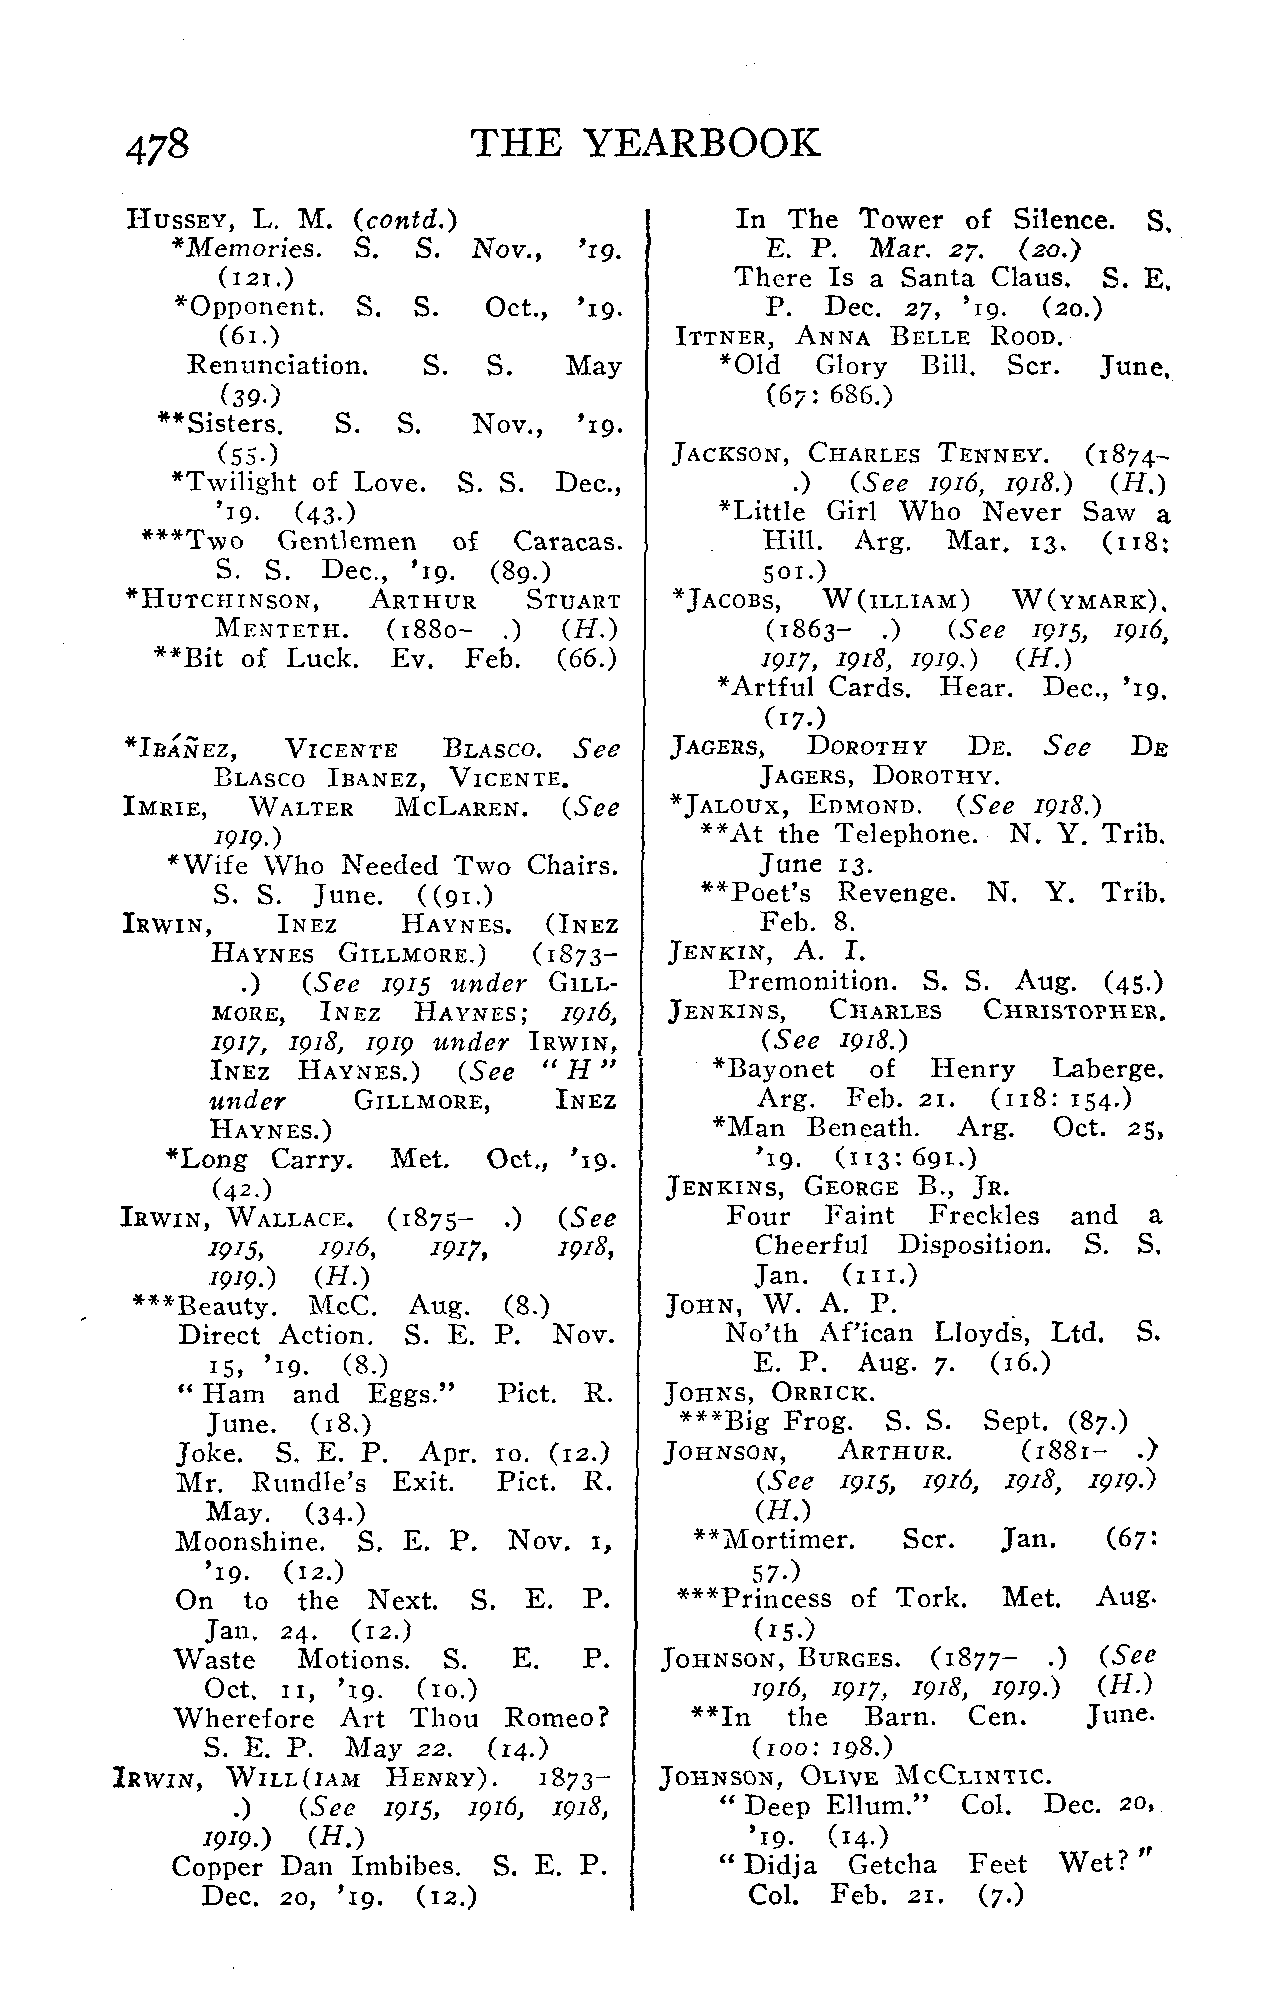 478 THE YEARBOOK
HUSSEY, L. M. (contd.)
*Memories. S. S. Nov., '19.
(121.)
*Opponent. S. S. Oct., '19.
(61.)
Renunciation. S. S. May
(39.)
**Sisters. S. S. Nov., '19.
(55.)
*Twilight of Love. S. S. Dec.,
'19. (43.)
***Two Gentlemen of Caracas.
S. S. Dec., '19. (89.)
*HUTCHINSON, ARTHUR STUART
MENTETH. (1880- .) (H.)
**Bit of Luck. Ev. Feb. (66.)
*IBÁÑEZ, VICENTE BLASCO. See
BLASCO IBANEZ, VICENTE.
IMRIE, WALTER MCLAREN. (See
1919.)
*Wife Who Needed Two Chairs.
S. S. June. ((91.)
IRWIN, INEZ HAYNES. (INEZ
HAYNES GILLMORE.) (1873-
.) (See 1915 under GILL-
MORE, INEZ HAYNES; 1916,
1917, 1918, 1919 under IRWIN,
INEZ HAYNES.) (See "H"
under GILLMORE, INEZ
HAYNES.)
*Long Carry. Met. Oct., '19.
(42.)
IRWIN, WALLACE. (1875- .) (See
1915, 1916, 1917, 1918,
1919.) (H.)
***Beauty. McC. Aug. (8.)
Direct Action. S. E. P. Nov.
15, '19. (8.)
"Ham and Eggs." Pict. R.
June. (18.)
Joke. S. E. P. Apr. 10. (12.)
Mr. Rundle's Exit. Pict. R.
May. (34.)
Moonshine. S. E. P. Nov. 1,
'19. (12.)
On to the Next. S. E. P.
Jan. 24. (12.)
Waste Motions. S. E. P.
Oct. 11, '19. (10.)
Wherefore Art Thou Romeo?
S. E. P. May 22. (14.)
IRWIN, WILL(IAM HENRY). 1873-
.) (See 1915, 1916, 1918,
1919.) (H.)
Copper Dan Imbibes. S. E. P.
Dec. 20, '19. (12.)
In The Tower of Silence. S.
E. P. Mar. 27. (20.)
There Is a Santa Claus. S. E.
P. Dec. 27, '19. (20.)
ITTNER, ANNA BELLE ROOD.
*Old Glory Bill. Scr. June.
(67: 686.)
JACKSON, CHARLES TENNEY. (1874-
.) (See 1916, 1918.) (H.)
*Little Girl Who Never Saw a
Hill. Arg. Mar. 13. (118:
501.)
*JACOBS, W(ILLIAM) W(YMARK).
(1863- .) (See 1915, 1916,
1917, 1918, 1919.) (H.)
*Artful Cards. Hear. Dec., '19.
(17.)
JAGERS, DOROTHY DE. See DE
JAGERS, DOROTHY.
*JALOUX, EDMOND. (See 1918.)
**At the Telephone. N. Y. Trib.
June 13.
**Poet's Revenge. N. Y. Trib.
Feb. 8.
JENKIN, A. I.
Premonition. S. S. Aug. (45.)
JENKINS, CHARLES CHRISTOPHER.
(See 1918.)
*Bayonet of Henry Laberge.
Arg. Feb. 21. (118: 154.)
*Man Beneath. Arg. Oct. 25,
'19. (113: 691.)
JENKINS, GEORGE B., JR.
Four Faint Freckles and a
Cheerful Disposition. S. S.
Jan. (111.)
JOHN, W. A. P.
No'th Af'ican Lloyds, Ltd. S.
E. P. Aug. 7. (16.)
JOHNS, ORRICK.
***Big Frog. S. S. Sept. (87.)
JOHNSON, ARTHUR. (1881- .)
(See 1915, 1916, 1918, 1919.)
(H.)
**Mortimer. Scr. Jan. (67:
57.)
***Princess of Tork. Met. Aug.
(15.)
JOHNSON, BURGES. (1877- .) (See
1916, 1917, 1918, 1919.) (H.)
**In the Barn. Cen. June.
(100: 198.)
JOHNSON, OLIVE MCCLINTIC.
"Deep Ellum." Col. Dec. 20,
'19. (14.)
"Didja Getcha Feet Wet?"
Col. Feb. 21. (7.)